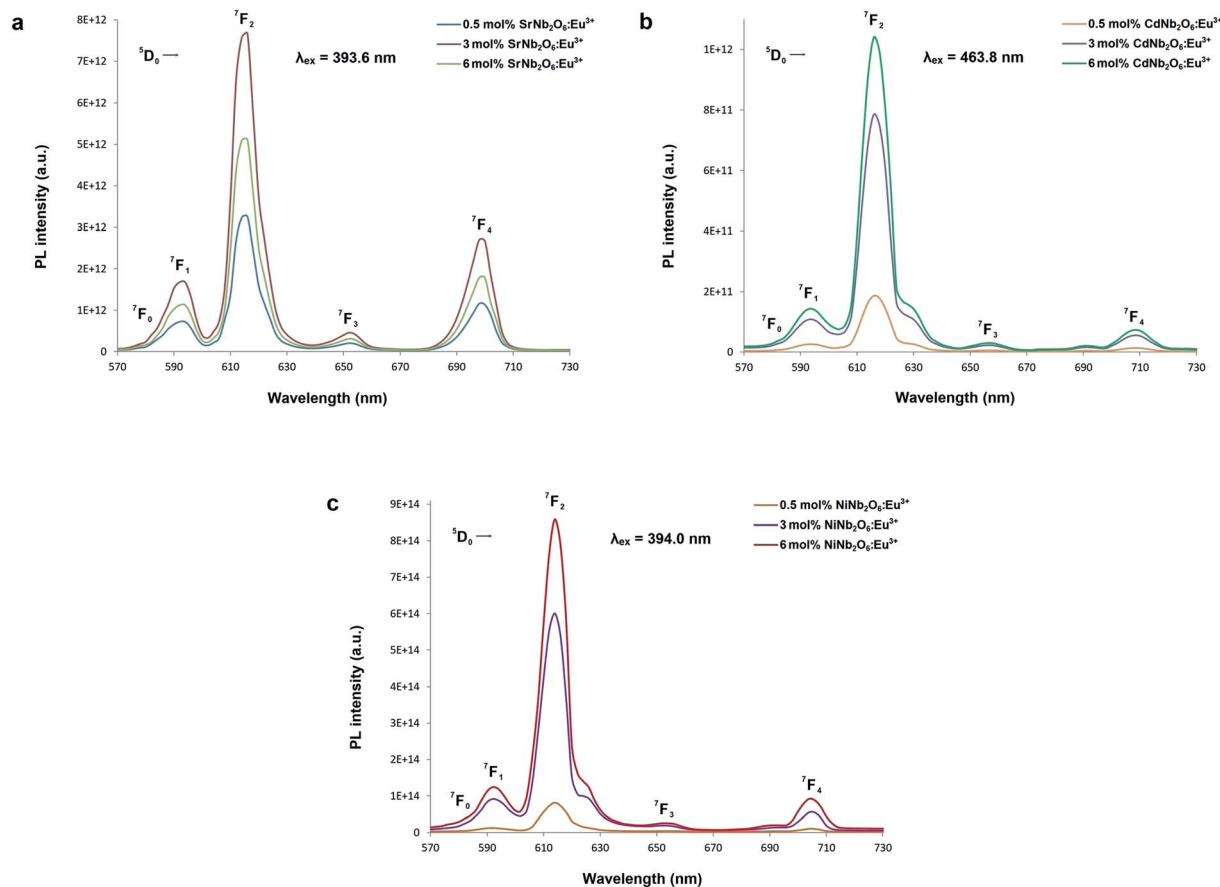 a
⁷F₂
⁵D₀ →
λex = 393.6 nm
0.5 mol% SrNb₂O₆:Eu³⁺
3 mol% SrNb₂O₆:Eu³⁺
6 mol% SrNb₂O₆:Eu³⁺
PL intensity (a.u.)
8E+12
7E+12
6E+12
5E+12
4E+12
3E+12
2E+12
1E+12
0
⁷F₀
⁷F₁
⁷F₃
⁷F₄
570 590 610 630 650 670 690 710 730
Wavelength (nm)
b
⁷F₂
⁵D₀ →
λex = 463.8 nm
0.5 mol% CdNb₂O₆:Eu³⁺
3 mol% CdNb₂O₆:Eu³⁺
6 mol% CdNb₂O₆:Eu³⁺
PL intensity (a.u.)
1E+12
8E+11
6E+11
4E+11
2E+11
0
⁷F₀
⁷F₁
⁷F₃
⁷F₄
570 590 610 630 650 670 690 710 730
Wavelength (nm)
c
⁷F₂
⁵D₀ →
λex = 394.0 nm
0.5 mol% NiNb₂O₆:Eu³⁺
3 mol% NiNb₂O₆:Eu³⁺
6 mol% NiNb₂O₆:Eu³⁺
PL intensity (a.u.)
9E+14
8E+14
7E+14
6E+14
5E+14
4E+14
3E+14
2E+14
1E+14
0
⁷F₀
⁷F₁
⁷F₃
⁷F₄
570 590 610 630 650 670 690 710 730
Wavelength (nm)